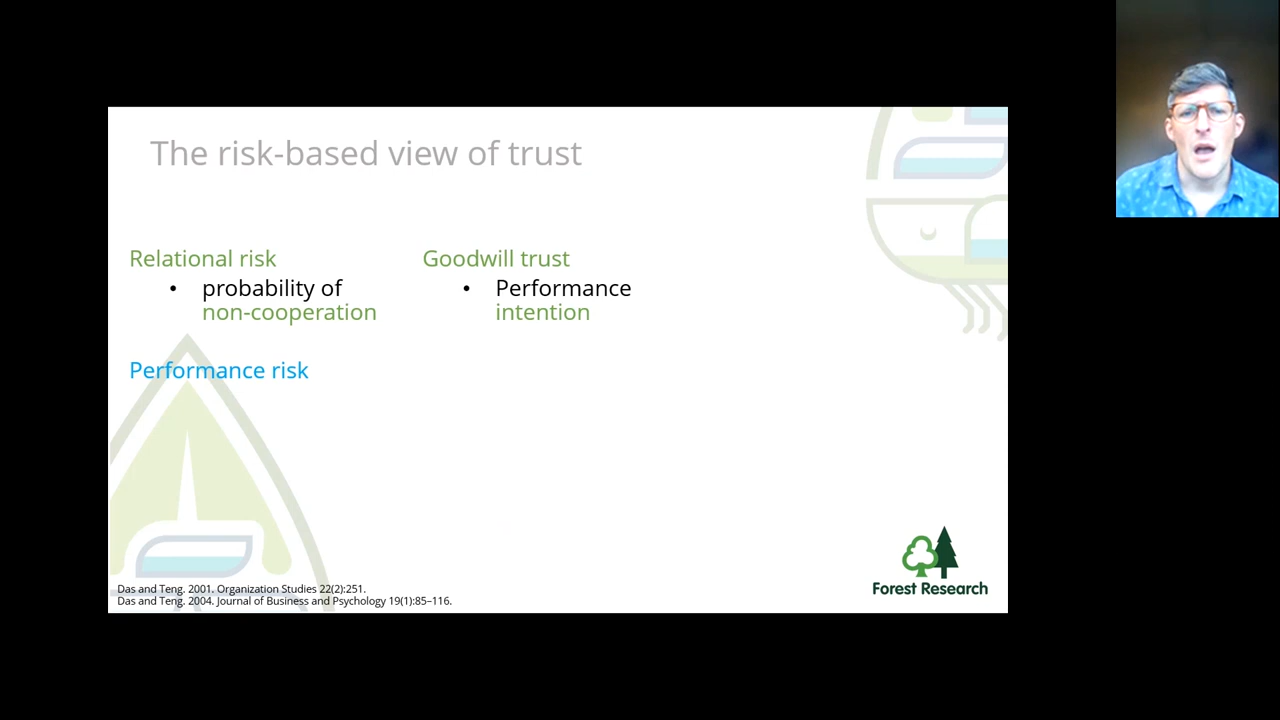 The risk-based view of trust
Relational risk
• probability of
non-cooperation
Goodwill trust
• Performance
intention
Performance risk
Das and Teng. 2001. Organization Studies 22(2):251.
Das and Teng. 2004. Journal of Business and Psychology 19(1):85–116.
Forest Research